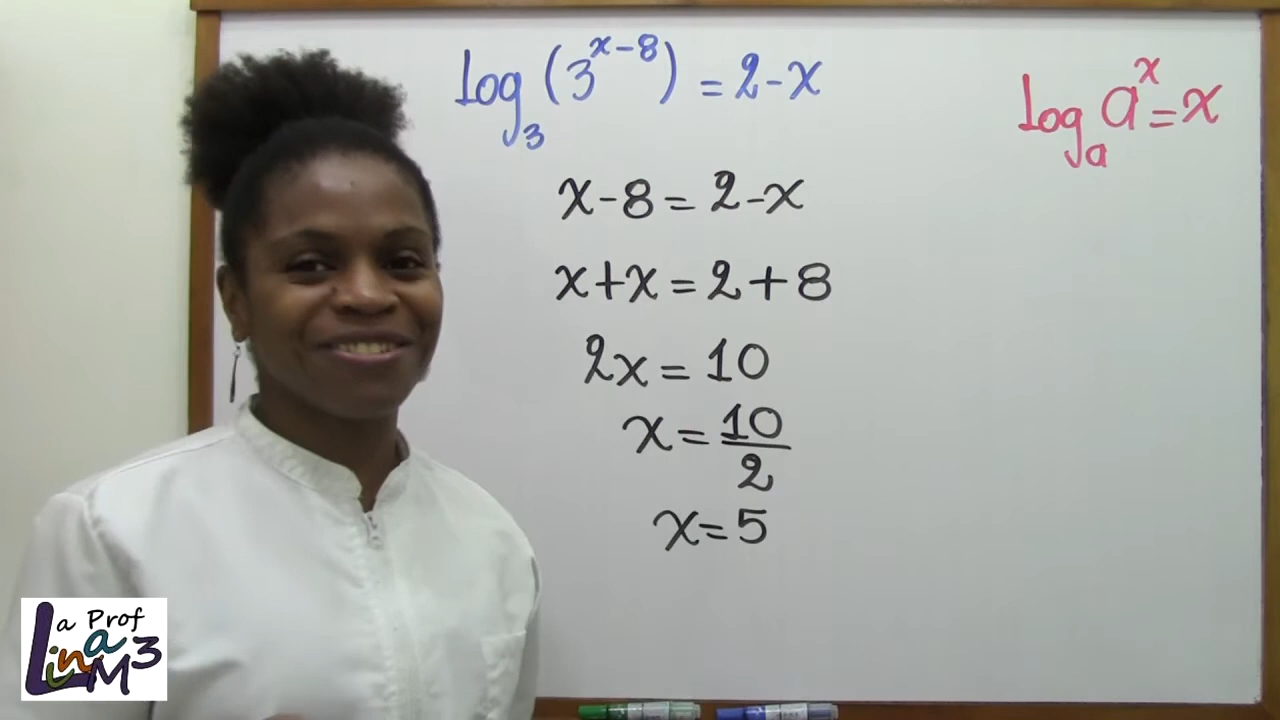 log₃(3^(x-8)) = 2-x
logₐ a^x = x
x-8 = 2-x
x+x = 2+8
2x = 10
x = 10/2
x = 5
La Prof
Lina M3